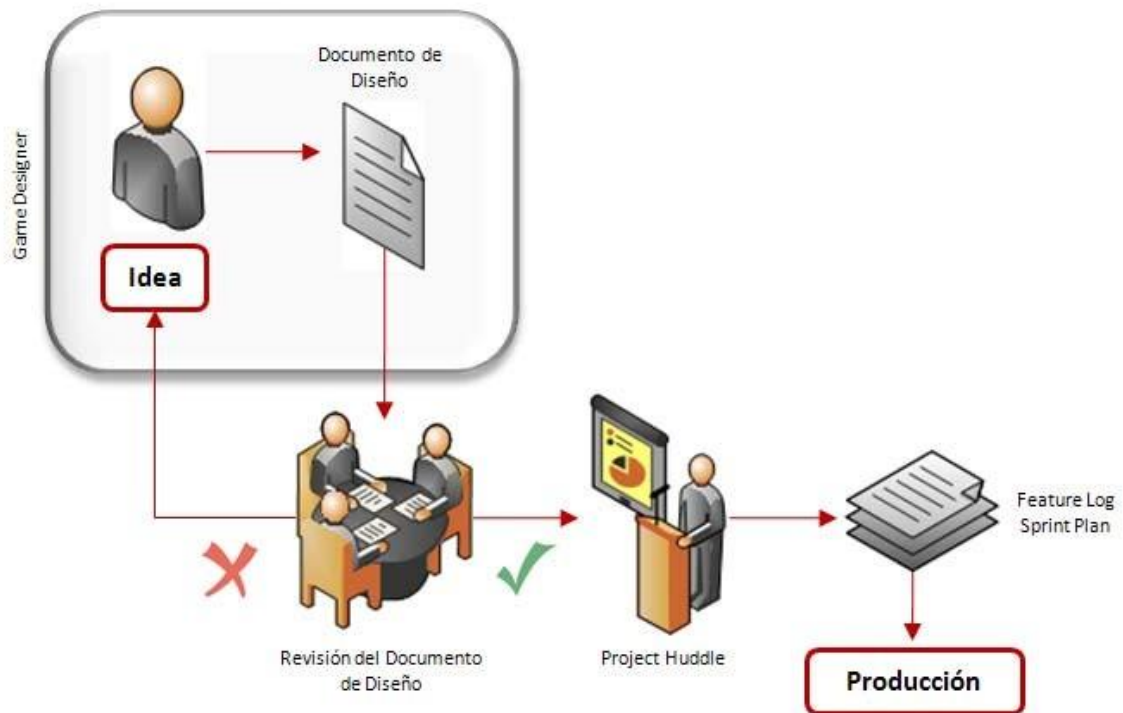 Game Designer
Documento de
Diseño
Idea
Revisión del Documento
de Diseño
Project Huddle
Feature Log
Sprint Plan
Producción